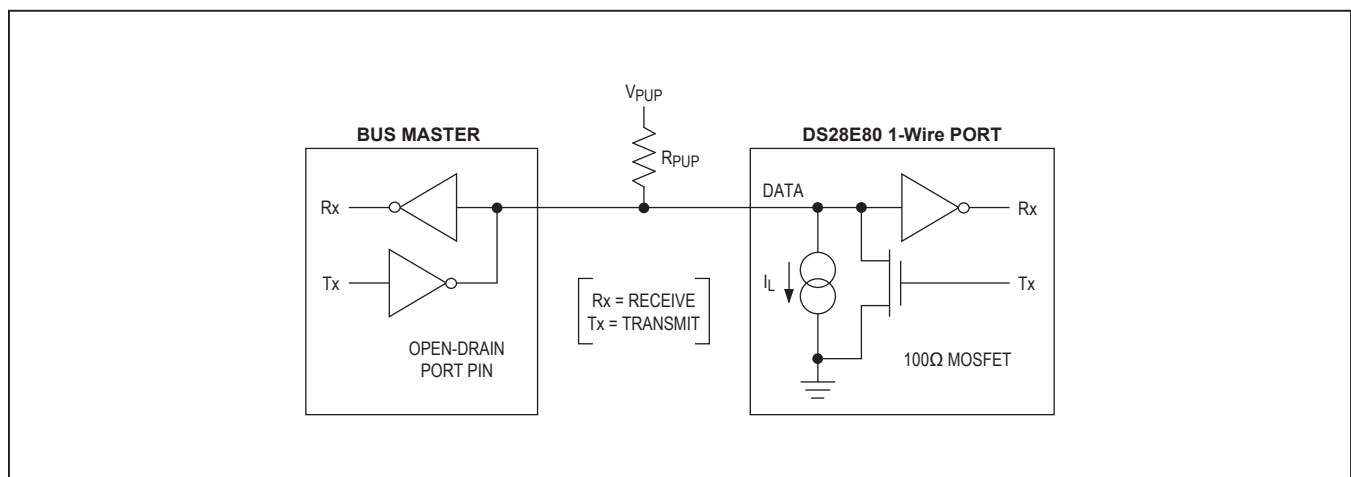 VPUP
BUS MASTER
DS28E80 1-Wire PORT
RPUP
DATA
Rx
Rx
Tx
IL
Tx
Rx = RECEIVE
Tx = TRANSMIT
OPEN-DRAIN
PORT PIN
100Ω MOSFET